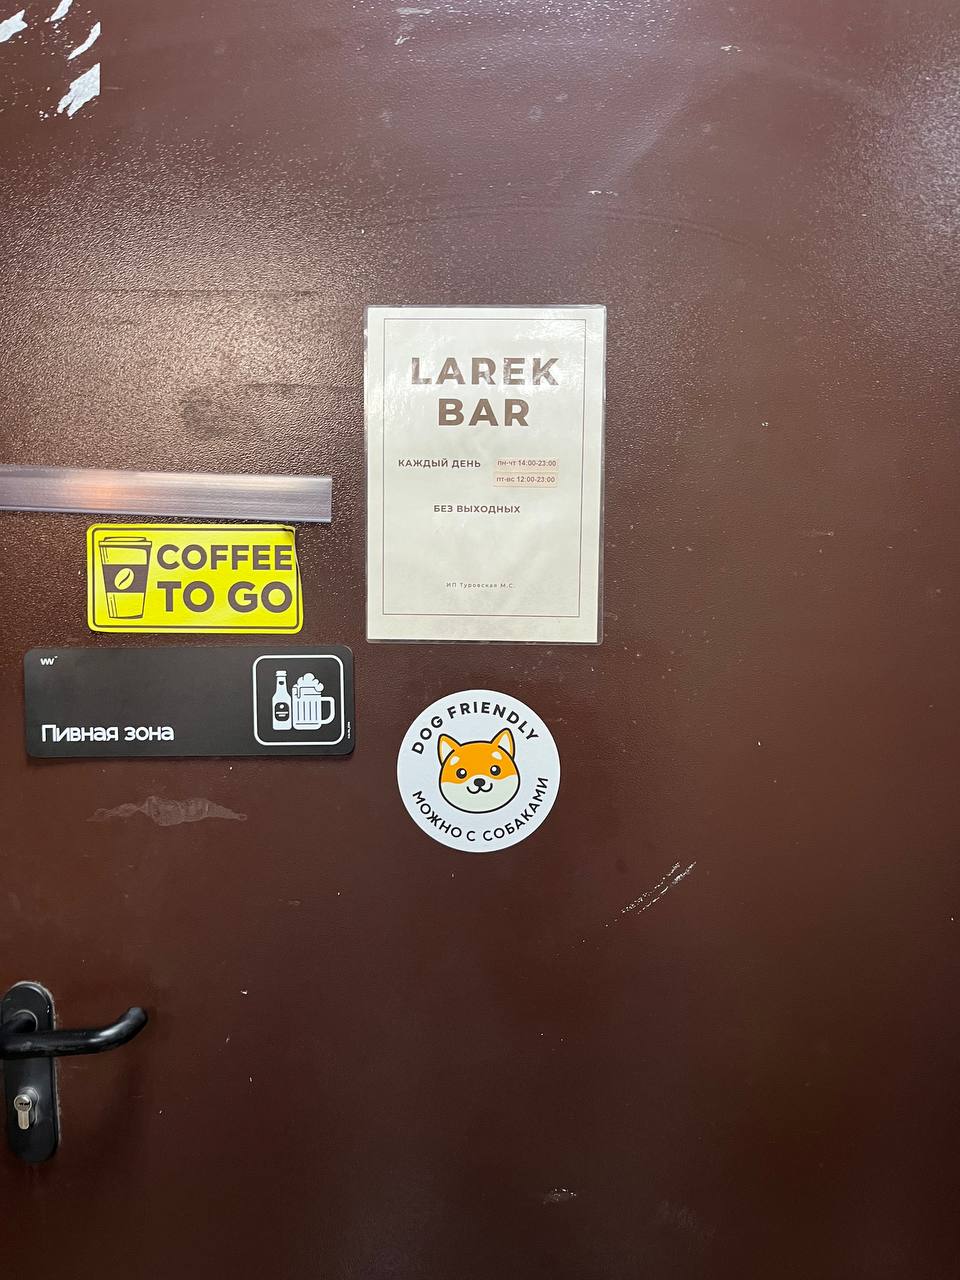 LAREK
BAR
КАЖДЫЙ ДЕНЬ
пн-чт 14:00-23:00
пт-вс 12:00-23:00
БЕЗ ВЫХОДНЫХ
ИП Туровская М.С.
COFFEE
TO GO
Пивная зона
DOG FRIENDLY
МОЖНО С СОБАКАМИ